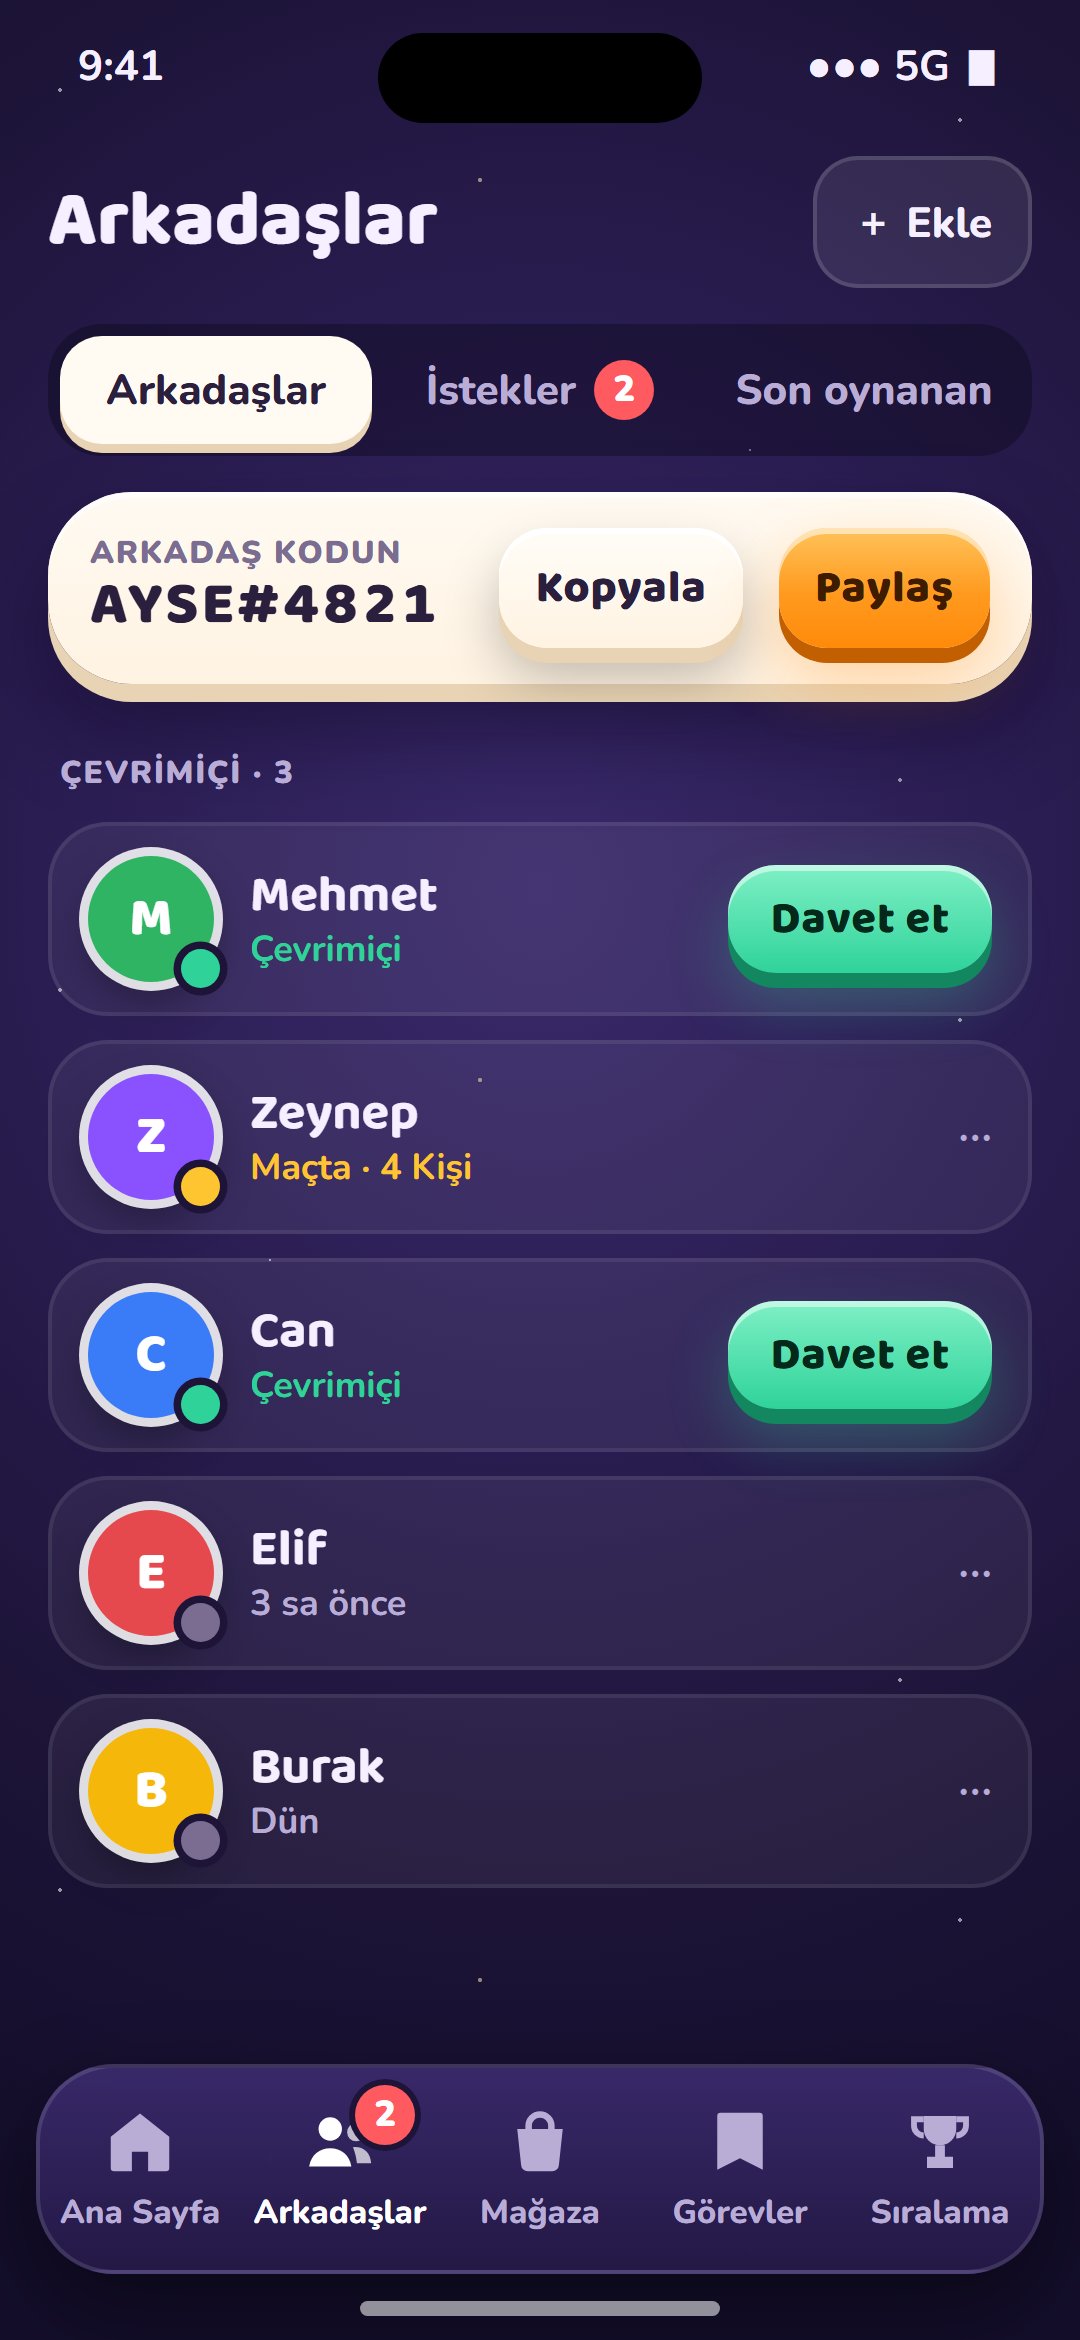 9:41
5G
Arkadaşlar
+ Ekle
Arkadaşlar
İstekler 2
Son oynanan
ARKADAŞ KODUN
AYSE#4821
Kopyala
Paylaş
ÇEVRİMİÇİ · 3
M
Mehmet
Çevrimiçi
Davet et
Z
Zeynep
Maçta · 4 Kişi
...
C
Can
Çevrimiçi
Davet et
E
Elif
3 sa önce
...
B
Burak
Dün
...
2
Ana Sayfa
Arkadaşlar
Mağaza
Görevler
Sıralama